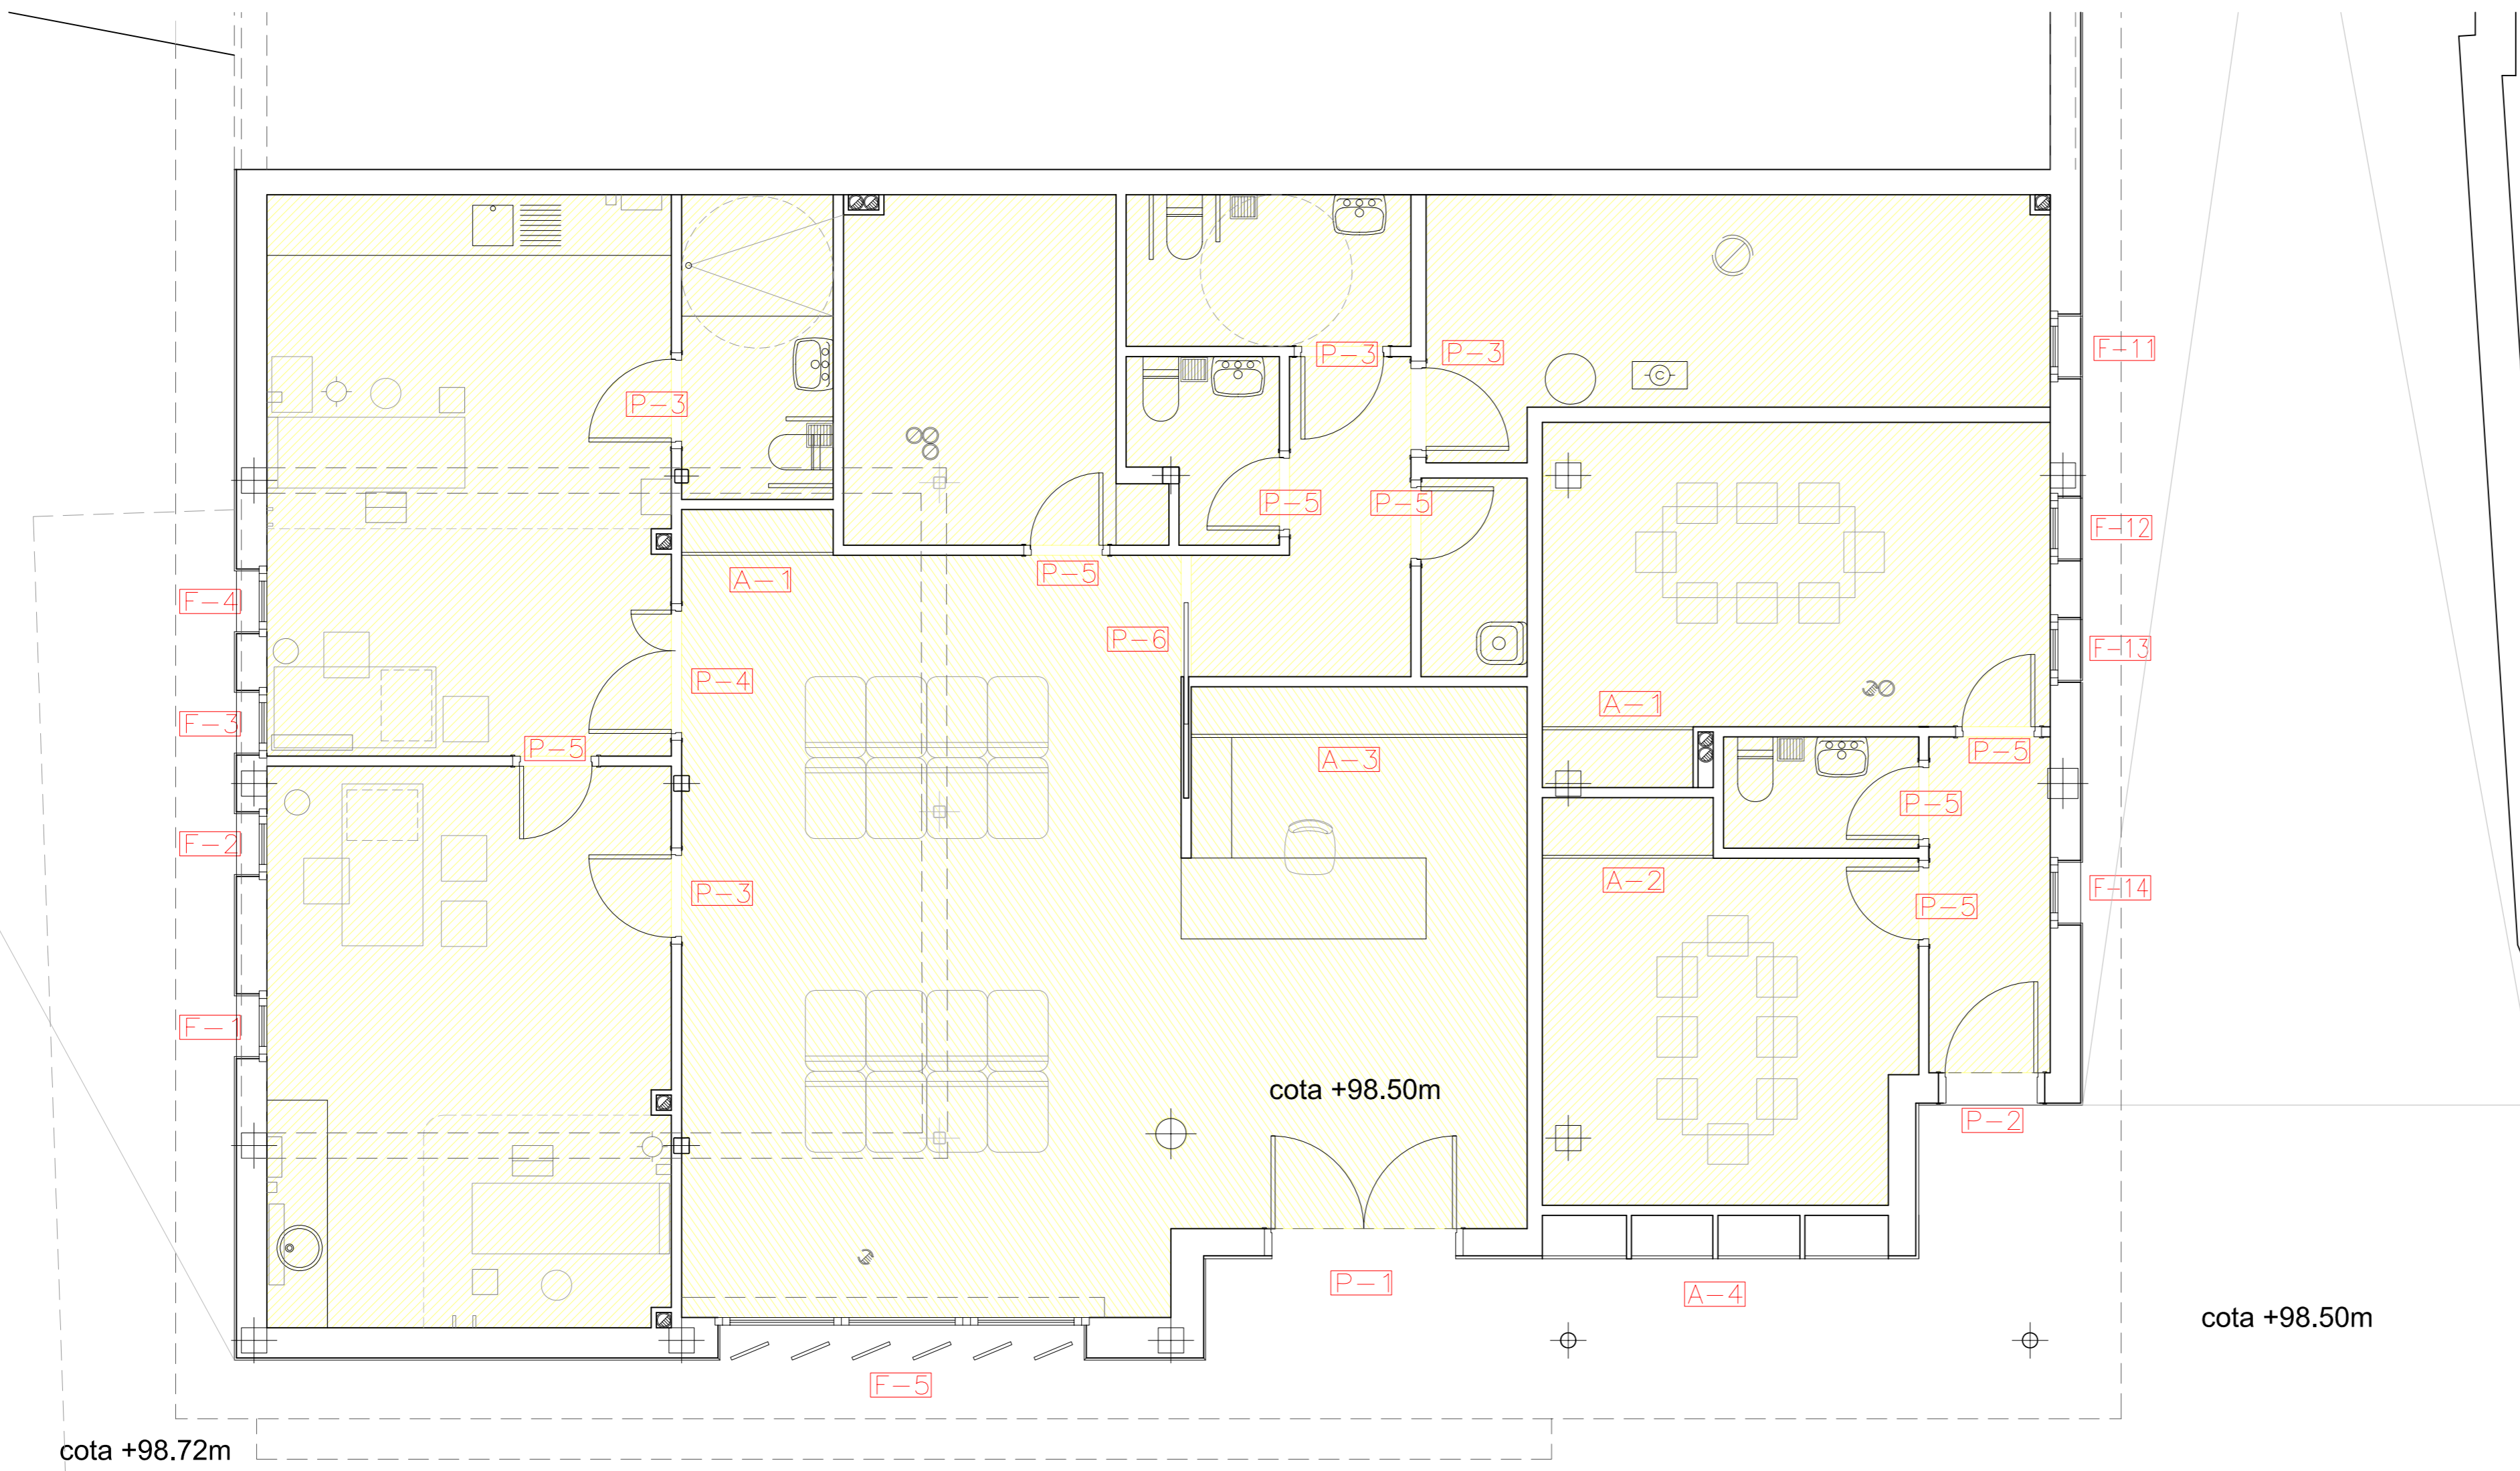 F-11
P-3
P-3
P-3
P-5
P-5
F-12
P-5
A-1
F-4
P-6
F-13
P-4
A-1
F-3
P-5
A-3
P-5
P-5
F-2
A-2
F-14
P-3
P-5
F-1
cota +98.50m
P-2
P-1
A-4
cota +98.50m
F-5
cota +98.72m